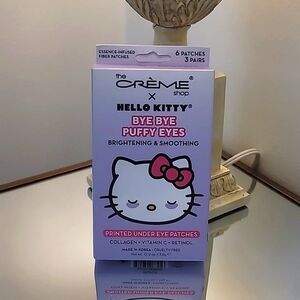 ESSENCE-INFUSED
FIBER PATCHES
6 PATCHES
3 PAIRS
the
CRÈME®
shop
×
HELLO KITTY®
BYE BYE
PUFFY EYES
BRIGHTENING & SMOOTHING
PRINTED UNDER EYE PATCHES
COLLAGEN • VITAMIN C • RETINOL
MADE IN KOREA • CRUELTY FREE